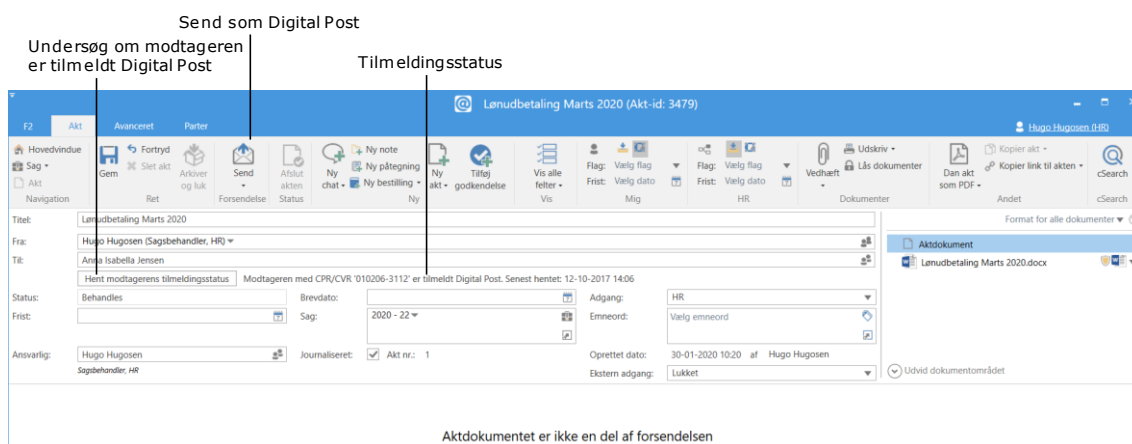 Send som Digital Post
Undersøg om modtageren
er tilmeldt Digital Post
Tilmeldingsstatus
Lønudbetaling Marts 2020 (Akt-id: 3479)
F2 Akt Avanceret Parter
Hugo Hugosen (HR)
Hovedvindue
Sag
Akt
Navigation
Gem
Fortryd
Slet akt
Arkiver
og luk
Ret
Send
Forsendelse
Afslut
akten
Status
Ny
chat
Ny note
Ny påtegning
Ny bestilling
Ny
akt
Tilføj
godkendelse
Ny
Vis alle
felter
Vis
Flag: Vælg flag
Frist: Vælg dato
Mig
Flag: Vælg flag
Frist: Vælg dato
HR
Vedhæft
Udskriv
Lås dokumenter
Dokumenter
Dan akt
som PDF
Kopier akt
Kopier link til akten
Andet
cSearch
cSearch
Titel: Lønudbetaling Marts 2020
Fra: Hugo Hugosen (Sagsbehandler, HR)
Til: Anna Isabella Jensen
Hent modtagerens tilmeldingsstatus Modtageren med CPR/CVR '010206-3112' er tilmeldt Digital Post. Senest hentet: 12-10-2017 14:06
Status: Behandles Brevdato: Adgang: HR
Frist: Sag: 2020 - 22 Emneord: Vælg emneord
Ansvarlig: Hugo Hugosen Journaliseret: Akt nr.: 1 Oprettet dato: 30-01-2020 10:20 af Hugo Hugosen
Sagsbehandler, HR Ekstern adgang: Lukket
Format for alle dokumenter
Aktdokument
Lønudbetaling Marts 2020.docx
Udvid dokumentområdet
Aktdokumentet er ikke en del af forsendelsen